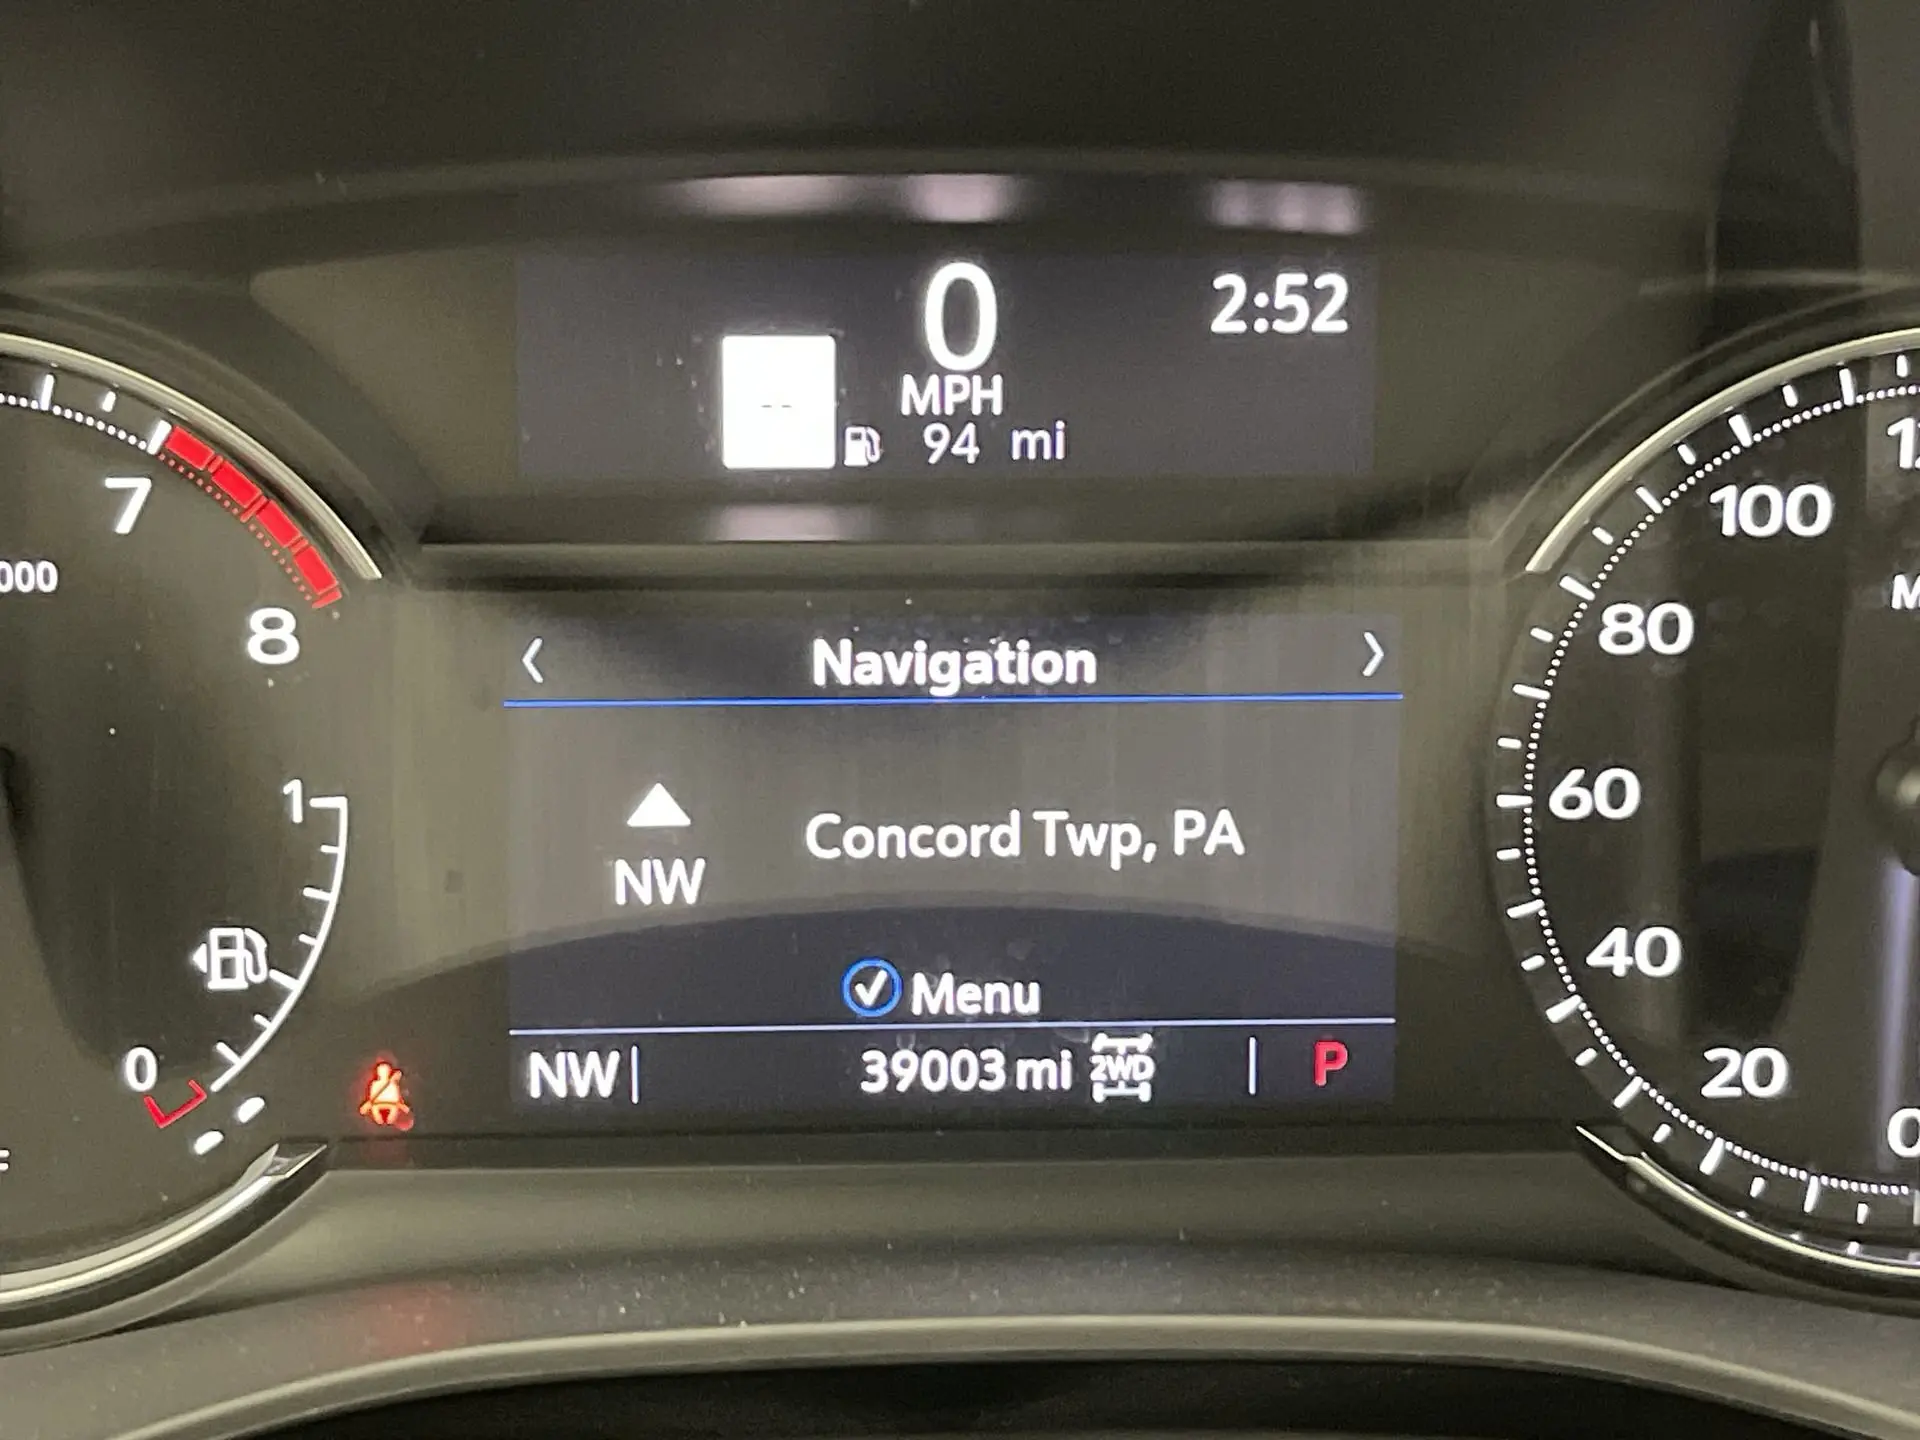 0
2:52
MPH
--
94 mi
7
8
000
1
0
< Navigation >
NW
Concord Twp, PA
Menu
NW| 39003 mi 2WD | P
100
80
60
40
20
0